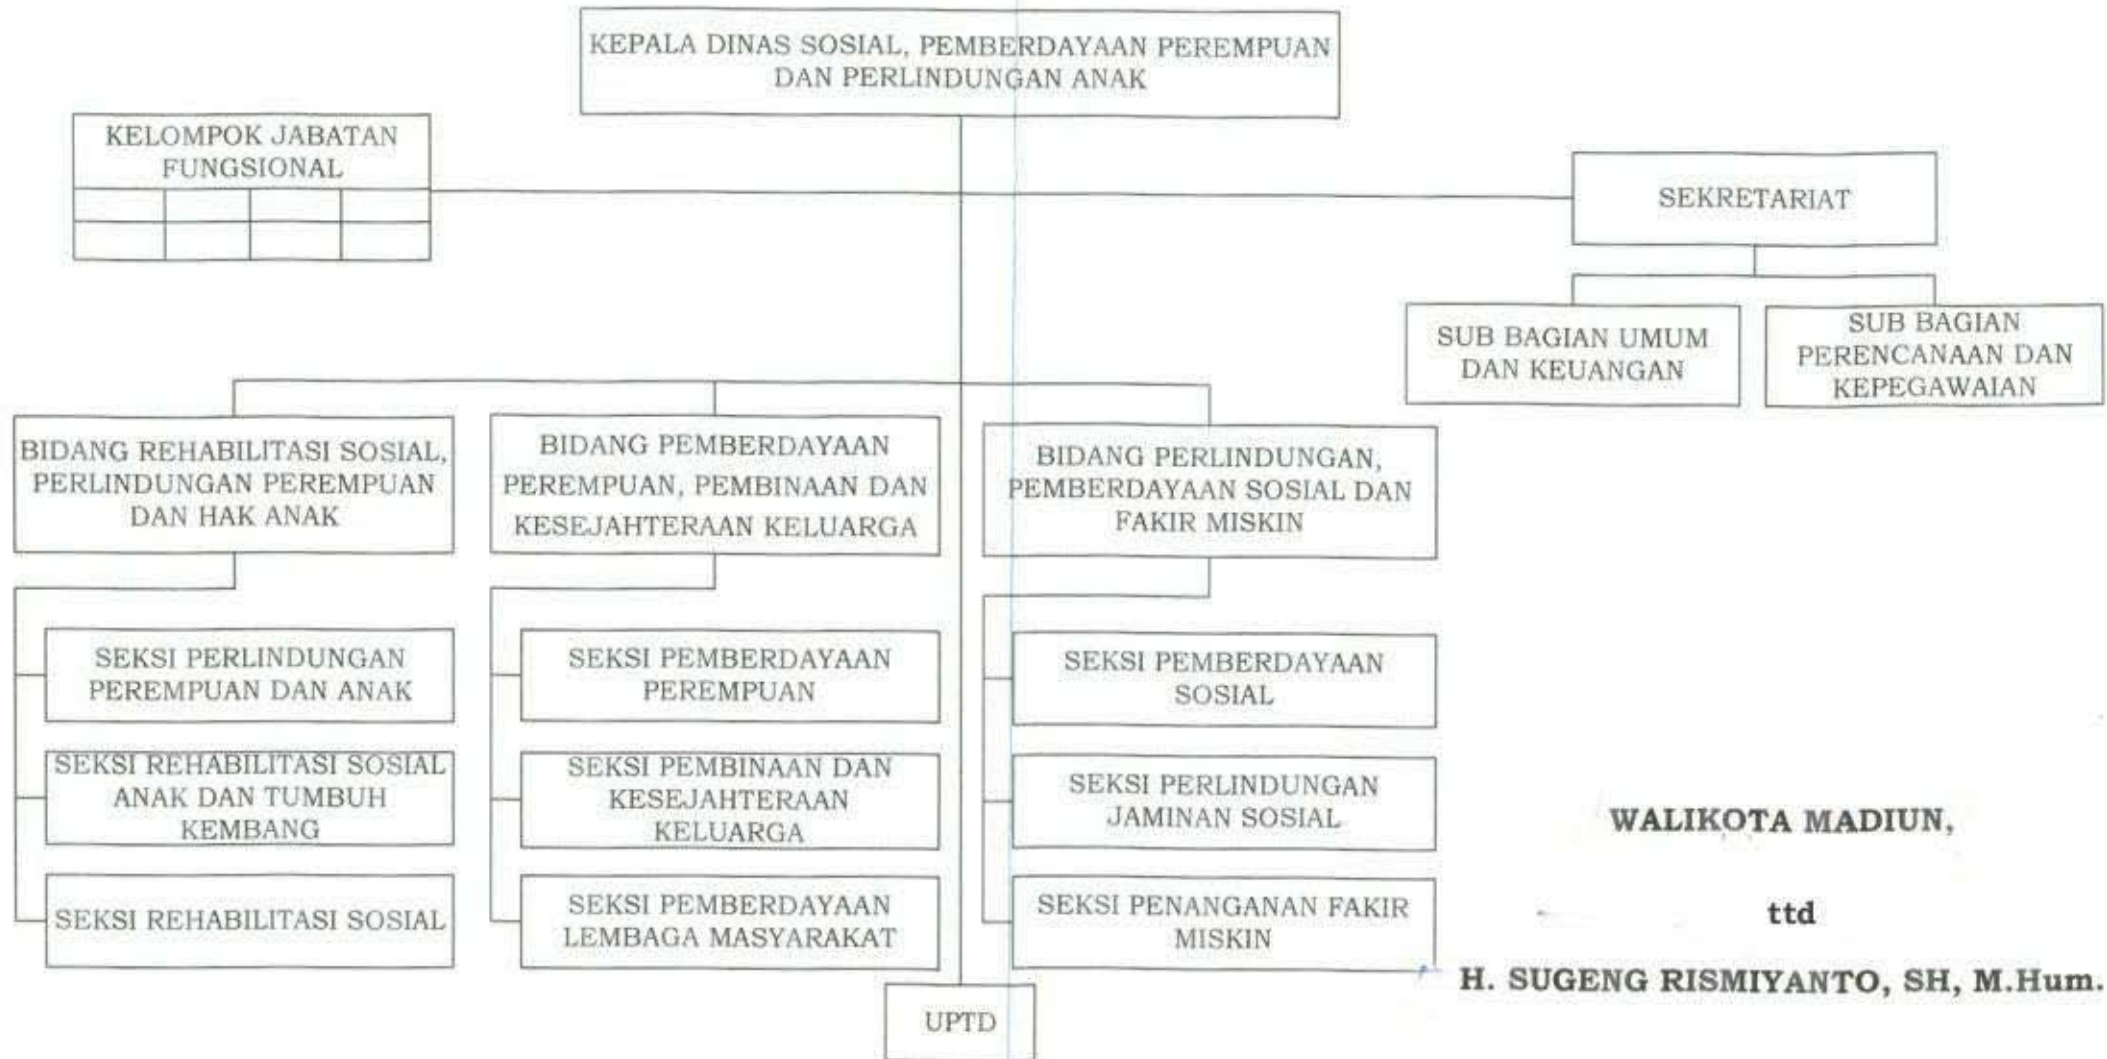 KEPALA DINAS SOSIAL, PEMBERDAYAAN PEREMPUAN
DAN PERLINDUNGAN ANAK
KELOMPOK JABATAN
FUNGSIONAL
SEKRETARIAT
SUB BAGIAN UMUM
DAN KEUANGAN
SUB BAGIAN
PERENCANAAN DAN
KEPEGAWAIAN
BIDANG REHABILITASI SOSIAL,
PERLINDUNGAN PEREMPUAN
DAN HAK ANAK
BIDANG PEMBERDAYAAN
PEREMPUAN, PEMBINAAN DAN
KESEJAHTERAAN KELUARGA
BIDANG PERLINDUNGAN,
PEMBERDAYAAN SOSIAL DAN
FAKIR MISKIN
SEKSI PERLINDUNGAN
PEREMPUAN DAN ANAK
SEKSI REHABILITASI SOSIAL
ANAK DAN TUMBUH
KEMBANG
SEKSI REHABILITASI SOSIAL
SEKSI PEMBERDAYAAN
PEREMPUAN
SEKSI PEMBINAAN DAN
KESEJAHTERAAN
KELUARGA
SEKSI PEMBERDAYAAN
LEMBAGA MASYARAKAT
SEKSI PEMBERDAYAAN
SOSIAL
SEKSI PERLINDUNGAN
JAMINAN SOSIAL
SEKSI PENANGANAN FAKIR
MISKIN
UPTD
WALIKOTA MADIUN,
ttd
H. SUGENG RISMIYANTO, SH, M.Hum.